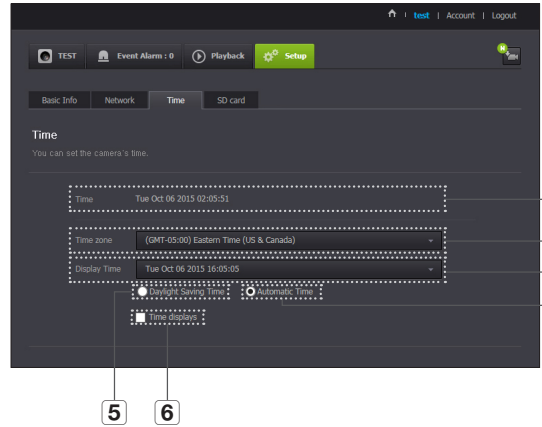 test | Account | Logout
TEST Event Alarm : 0 Playback Setup N
Basic Info Network Time SD card
Time
You can set the camera's time.
Time Tue Oct 06 2015 02:05:51
Time zone (GMT-05:00) Eastern Time (US & Canada)
Display Time Tue Oct 06 2015 16:05:05
Daylight Saving Time Automatic Time
Time displays
5 6